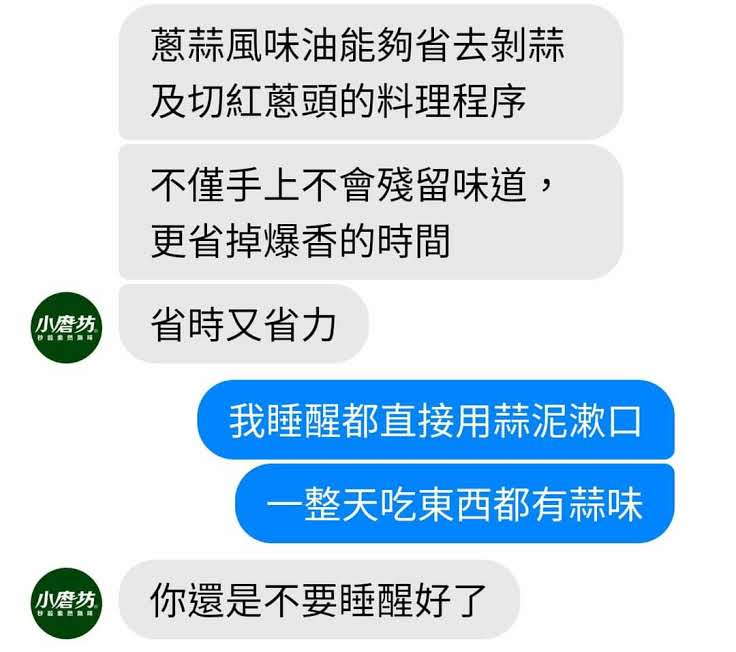 蔥蒜風味油能夠省去剝蒜
及切紅蔥頭的料理程序
不僅手上不會殘留味道，
更省掉爆香的時間
小磨坊
省時又省力
我睡醒都直接用蒜泥漱口
一整天吃東西都有蒜味
小磨坊
你還是不要睡醒好了